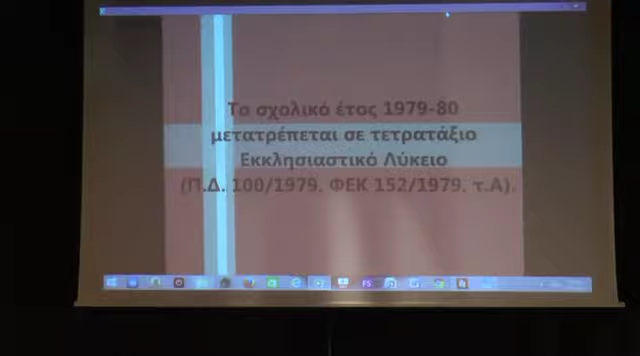 Το σχολικό έτος 1979-80
μετατρέπεται σε τετρατάξιο
Εκκλησιαστικό Λύκειο
(Π.Δ. 100/1979, ΦΕΚ 152/1979, τ.Α).